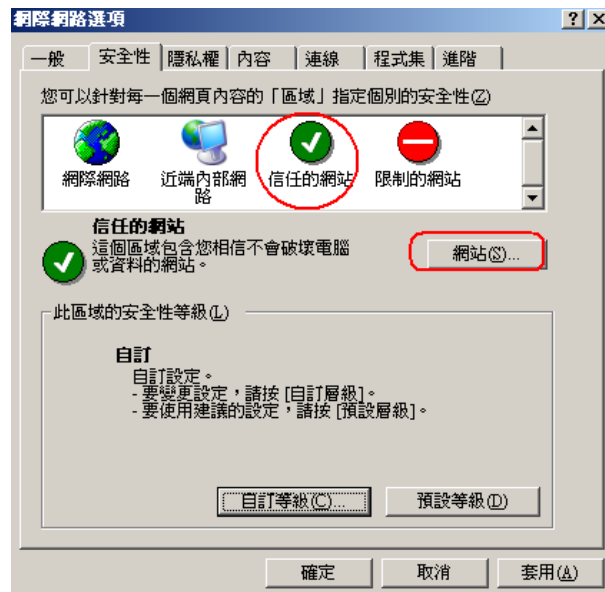 網際網路選項
一般 安全性 隱私權 內容 連線 程式集 進階
您可以針對每一個網頁內容的「區域」指定個別的安全性(Z)
網際網路 近端內部網路 信任的網站 限制的網站
信任的網站
這個區域包含您相信不會破壞電腦
或資料的網站。
網站(S)...
此區域的安全性等級(L)
自訂
自訂設定。
- 要變更設定，請按 [自訂層級]。
- 要使用建議的設定，請按 [預設層級]。
自訂等級(C)... 預設等級(D)
確定 取消 套用(A)